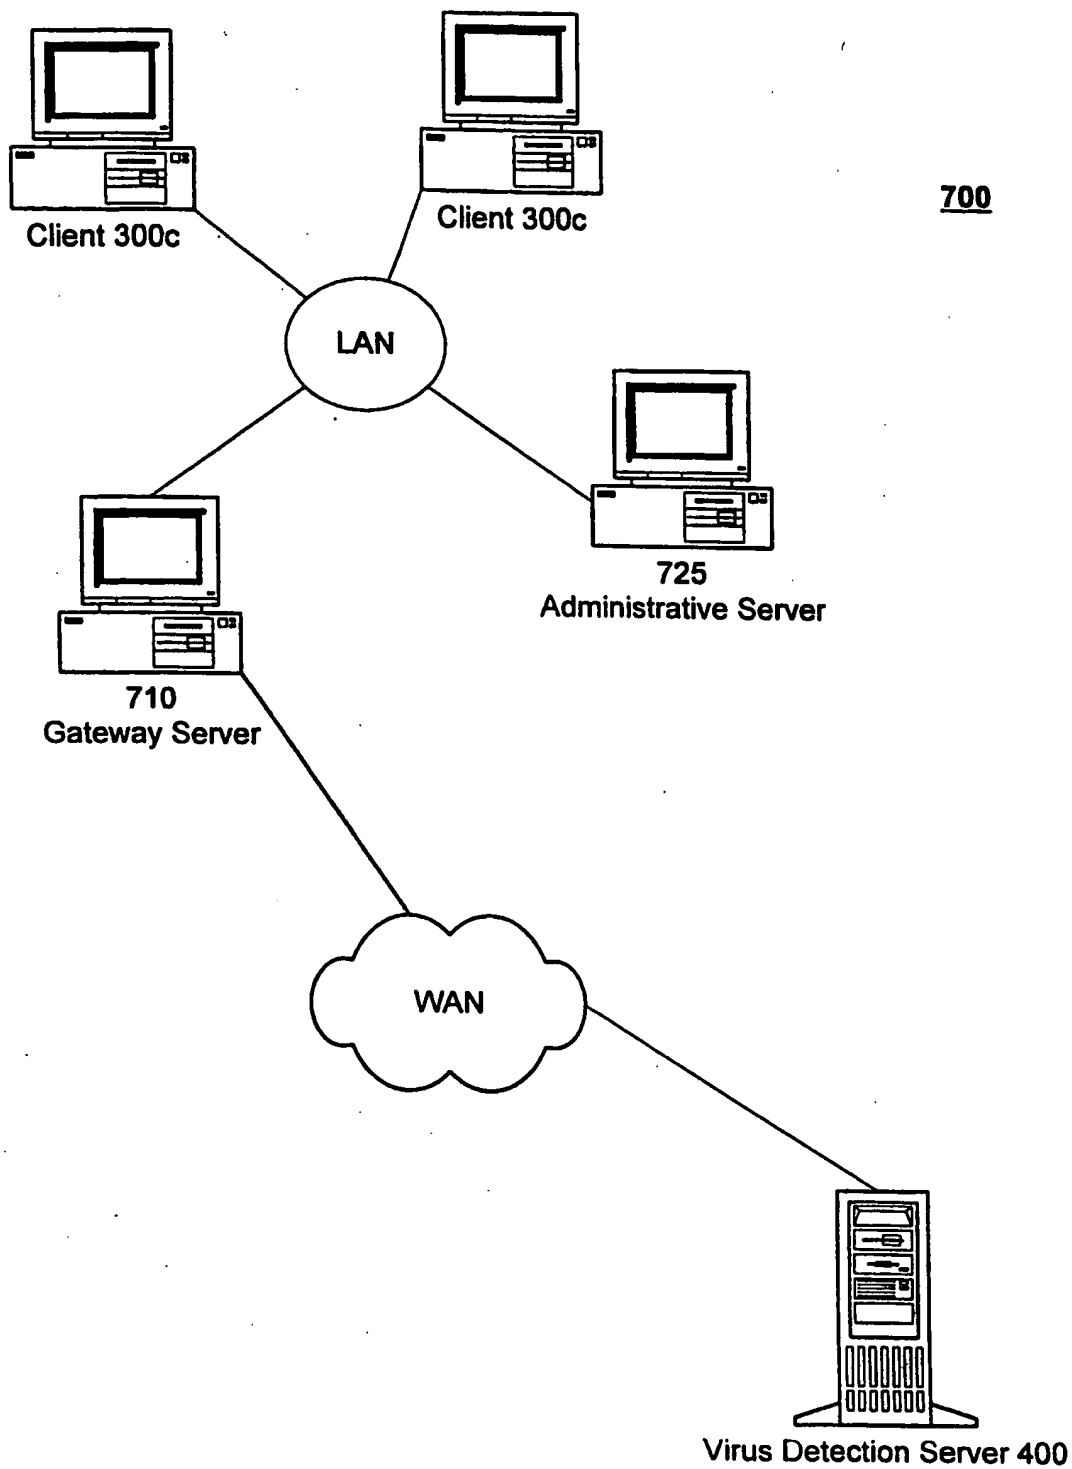 Client 300c
Client 300c
700
LAN
725
Administrative Server
710
Gateway Server
WAN
Virus Detection Server 400